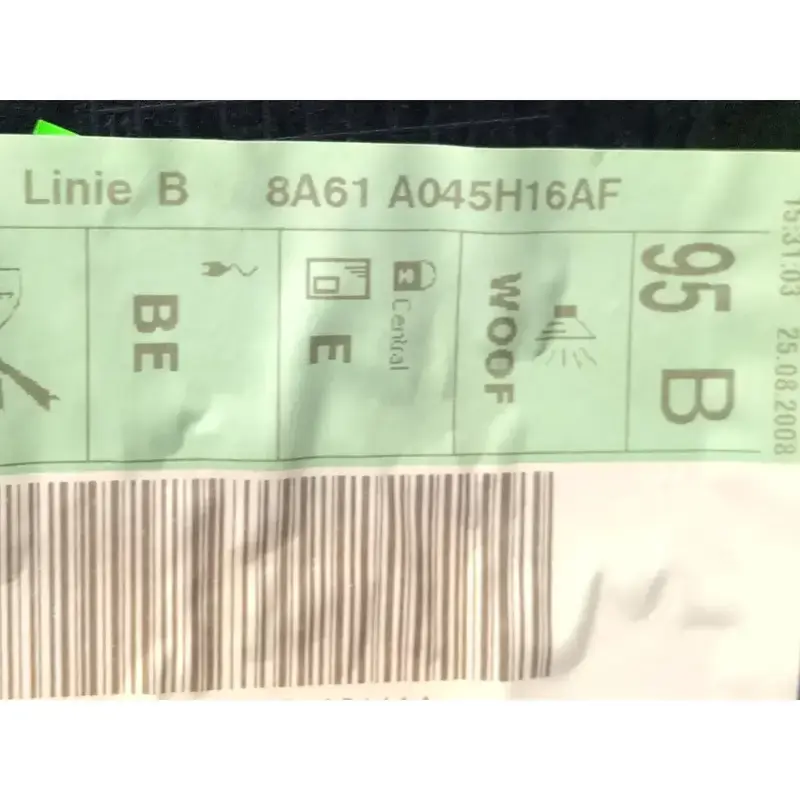 Linie B 8A61 A045H16AF
BE
E
Central
WOOF
95 B
15:31:03 25.08.2008